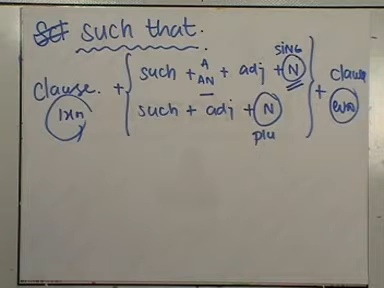 such that.
sing
such + A + adj + N
AN
Clause. + + Clause
such + adj + N
plu